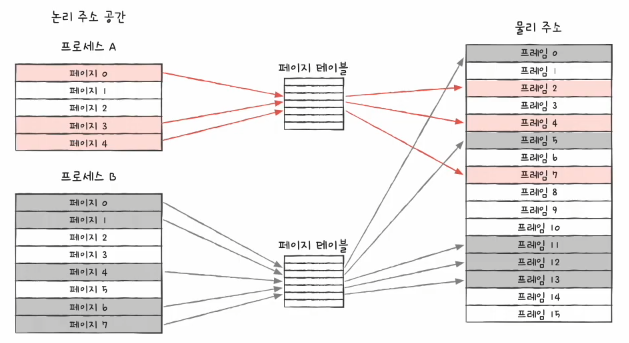 논리 주소 공간
프로세스 A
페이지 0
페이지 1
페이지 2
페이지 3
페이지 4
프로세스 B
페이지 0
페이지 1
페이지 2
페이지 3
페이지 4
페이지 5
페이지 6
페이지 7
페이지 테이블
페이지 테이블
물리 주소
프레임 0
프레임 1
프레임 2
프레임 3
프레임 4
프레임 5
프레임 6
프레임 7
프레임 8
프레임 9
프레임 10
프레임 11
프레임 12
프레임 13
프레임 14
프레임 15